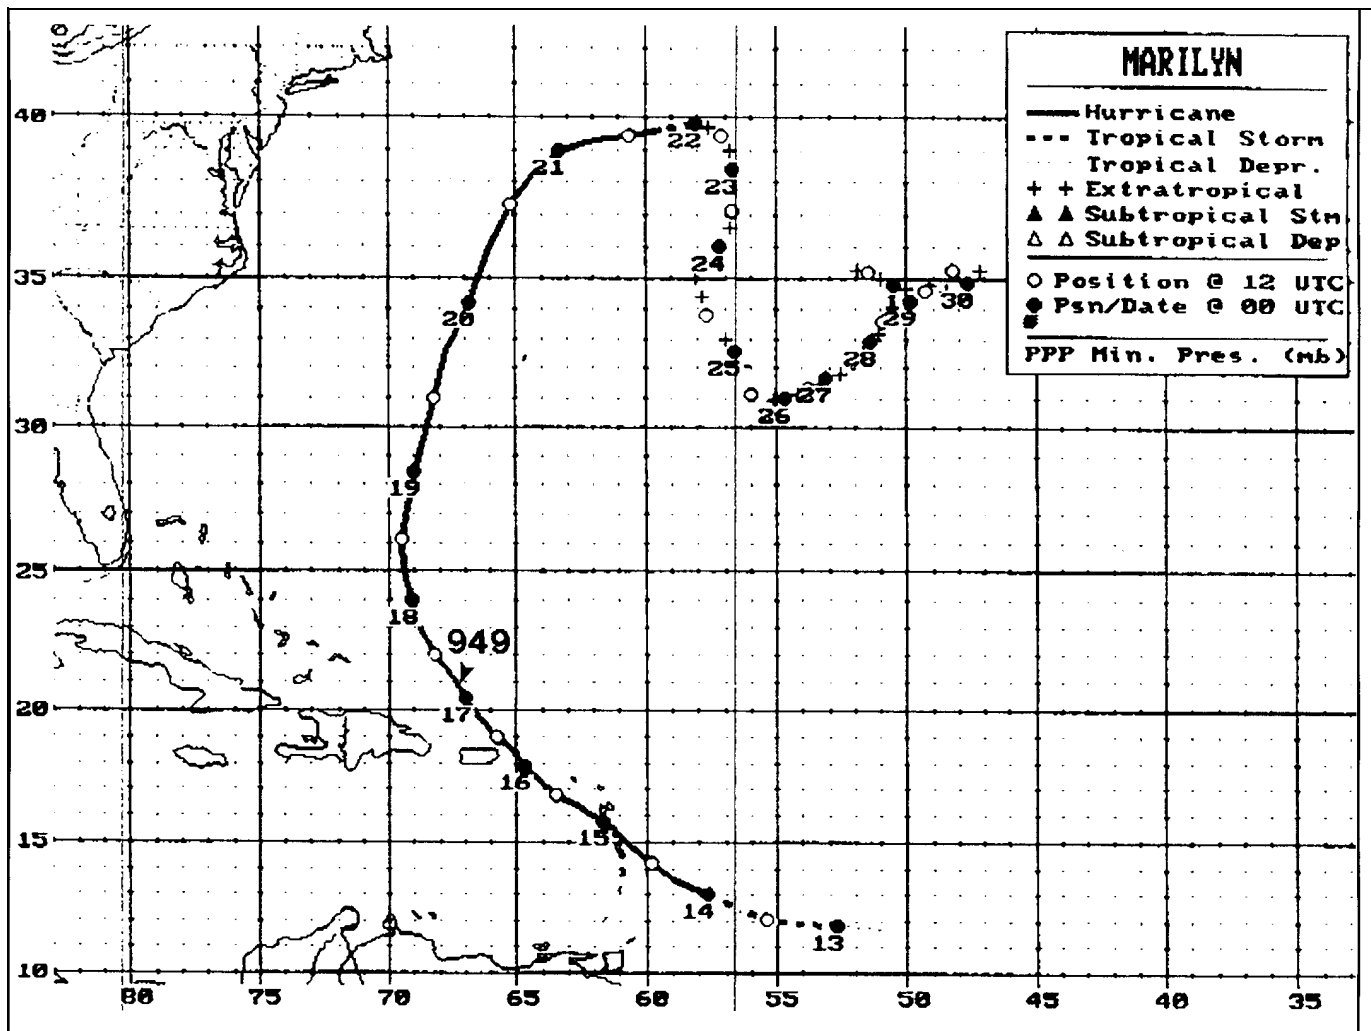 MARILYN
Hurricane
Tropical Storm
Tropical Depr.
+ + Extratropical
Subtropical Stm
Subtropical Dep
Position @ 12 UTC
Psn/Date @ 00 UTC
PPP Min. Pres. (mb)
40
22
21
23
24
35
20
30
29
28
25
27
26
30
19
25
18
949
20
17
16
15
15
14
13
10
80 75 70 65 60 55 50 45 40 35